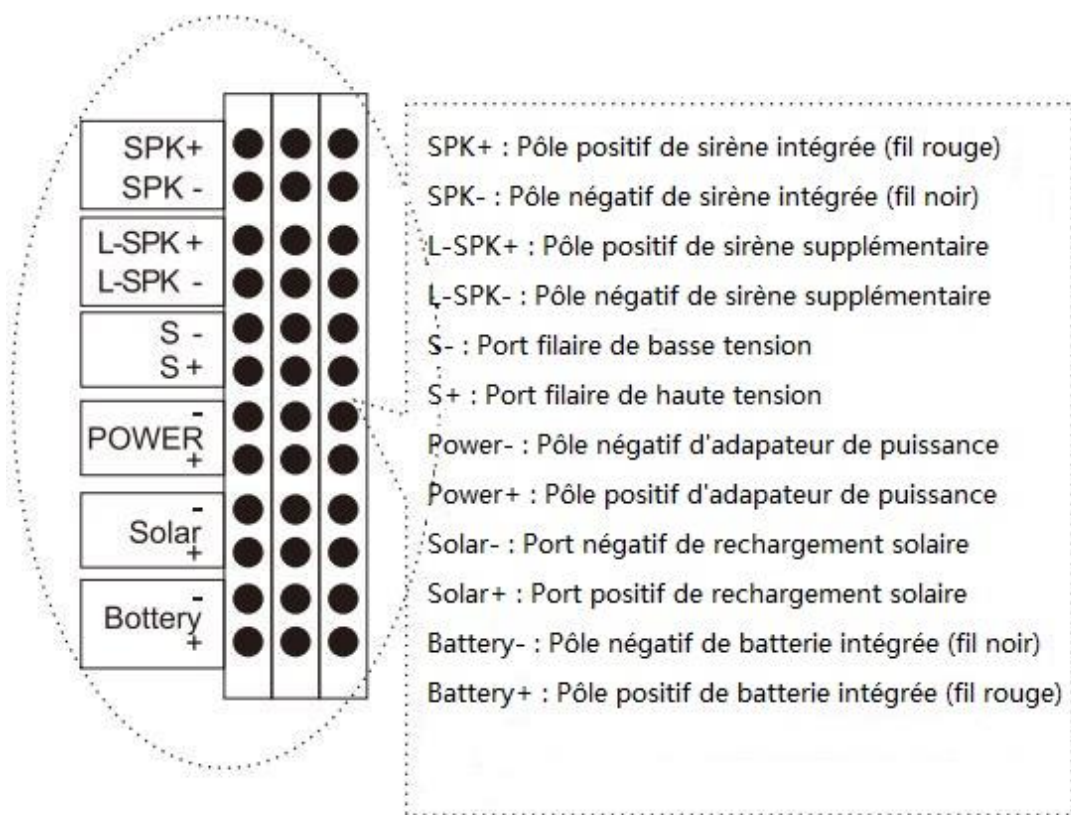 SPK+
SPK -
L-SPK +
L-SPK -
S -
S +
-
POWER
+
-
Solar
+
-
Bottery
+
SPK+ : Pôle positif de sirène intégrée (fil rouge)
SPK- : Pôle négatif de sirène intégrée (fil noir)
L-SPK+ : Pôle positif de sirène supplémentaire
L-SPK- : Pôle négatif de sirène supplémentaire
S- : Port filaire de basse tension
S+ : Port filaire de haute tension
Power- : Pôle négatif d'adapateur de puissance
Power+ : Pôle positif d'adapateur de puissance
Solar- : Port négatif de rechargement solaire
Solar+ : Port positif de rechargement solaire
Battery- : Pôle négatif de batterie intégrée (fil noir)
Battery+ : Pôle positif de batterie intégrée (fil rouge)